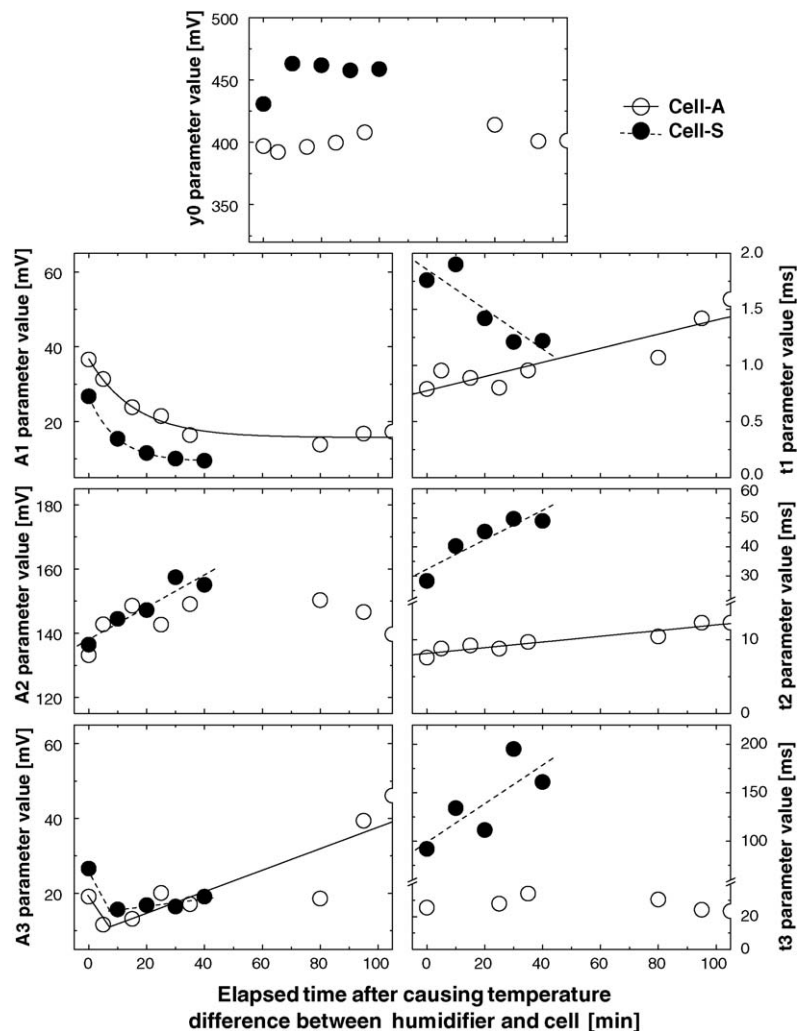 500
450
400
350
y0 parameter value [mV]
Cell-A
Cell-S
60
40
20
A1 parameter value [mV]
2.0
1.5
1.0
0.5
0.0
t1 parameter value [ms]
180
160
140
120
A2 parameter value [mV]
60
50
40
30
10
0
t2 parameter value [ms]
60
40
20
A3 parameter value [mV]
200
150
100
20
0
t3 parameter value [ms]
0 20 40 60 80 100
0 20 40 60 80 100
Elapsed time after causing temperature
difference between humidifier and cell [min]